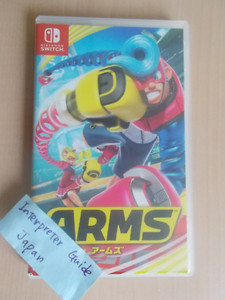 NINTENDO
SWITCH
ARMS
アームズ
Interpreter Guide
Japan